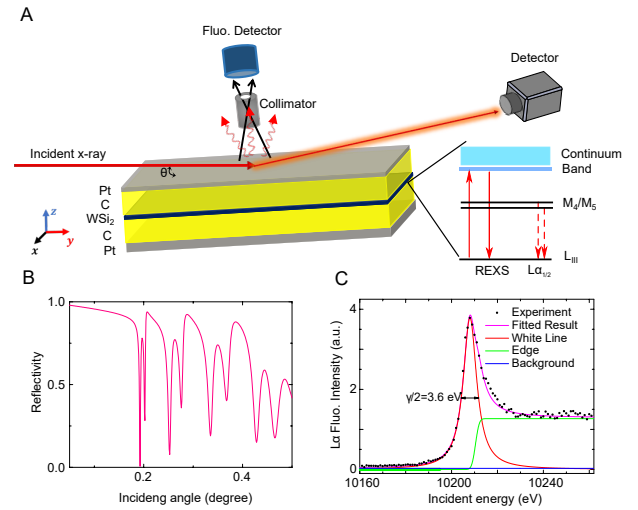 A
Fluo. Detector
Detector
Collimator
Incident x-ray
θ
Continuum
Band
Pt
C
WSi₂
C
Pt
M₄/M₅
L_III
REXS
Lα₁/₂
z
y
x
B
Reflectivity
1.0
0.5
0.0
0.2
0.4
Incideng angle (degree)
C
Lα Fluo. Intensity (a.u.)
4
3
2
1
0
10160
10200
10240
Incident energy (eV)
Experiment
Fitted Result
White Line
Edge
Background
γ/2=3.6 eV